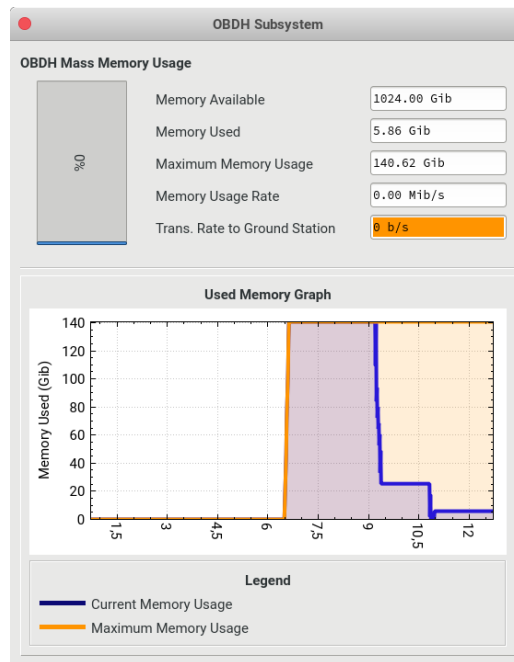 OBDH Subsystem
OBDH Mass Memory Usage
%0
Memory Available 1024.00 Gib
Memory Used 5.86 Gib
Maximum Memory Usage 140.62 Gib
Memory Usage Rate 0.00 Mib/s
Trans. Rate to Ground Station 0 b/s
Used Memory Graph
Memory Used (Gib)
140
120
100
80
60
40
20
0
1,5 3 4,5 6 7,5 9 10,5 12
Legend
Current Memory Usage
Maximum Memory Usage